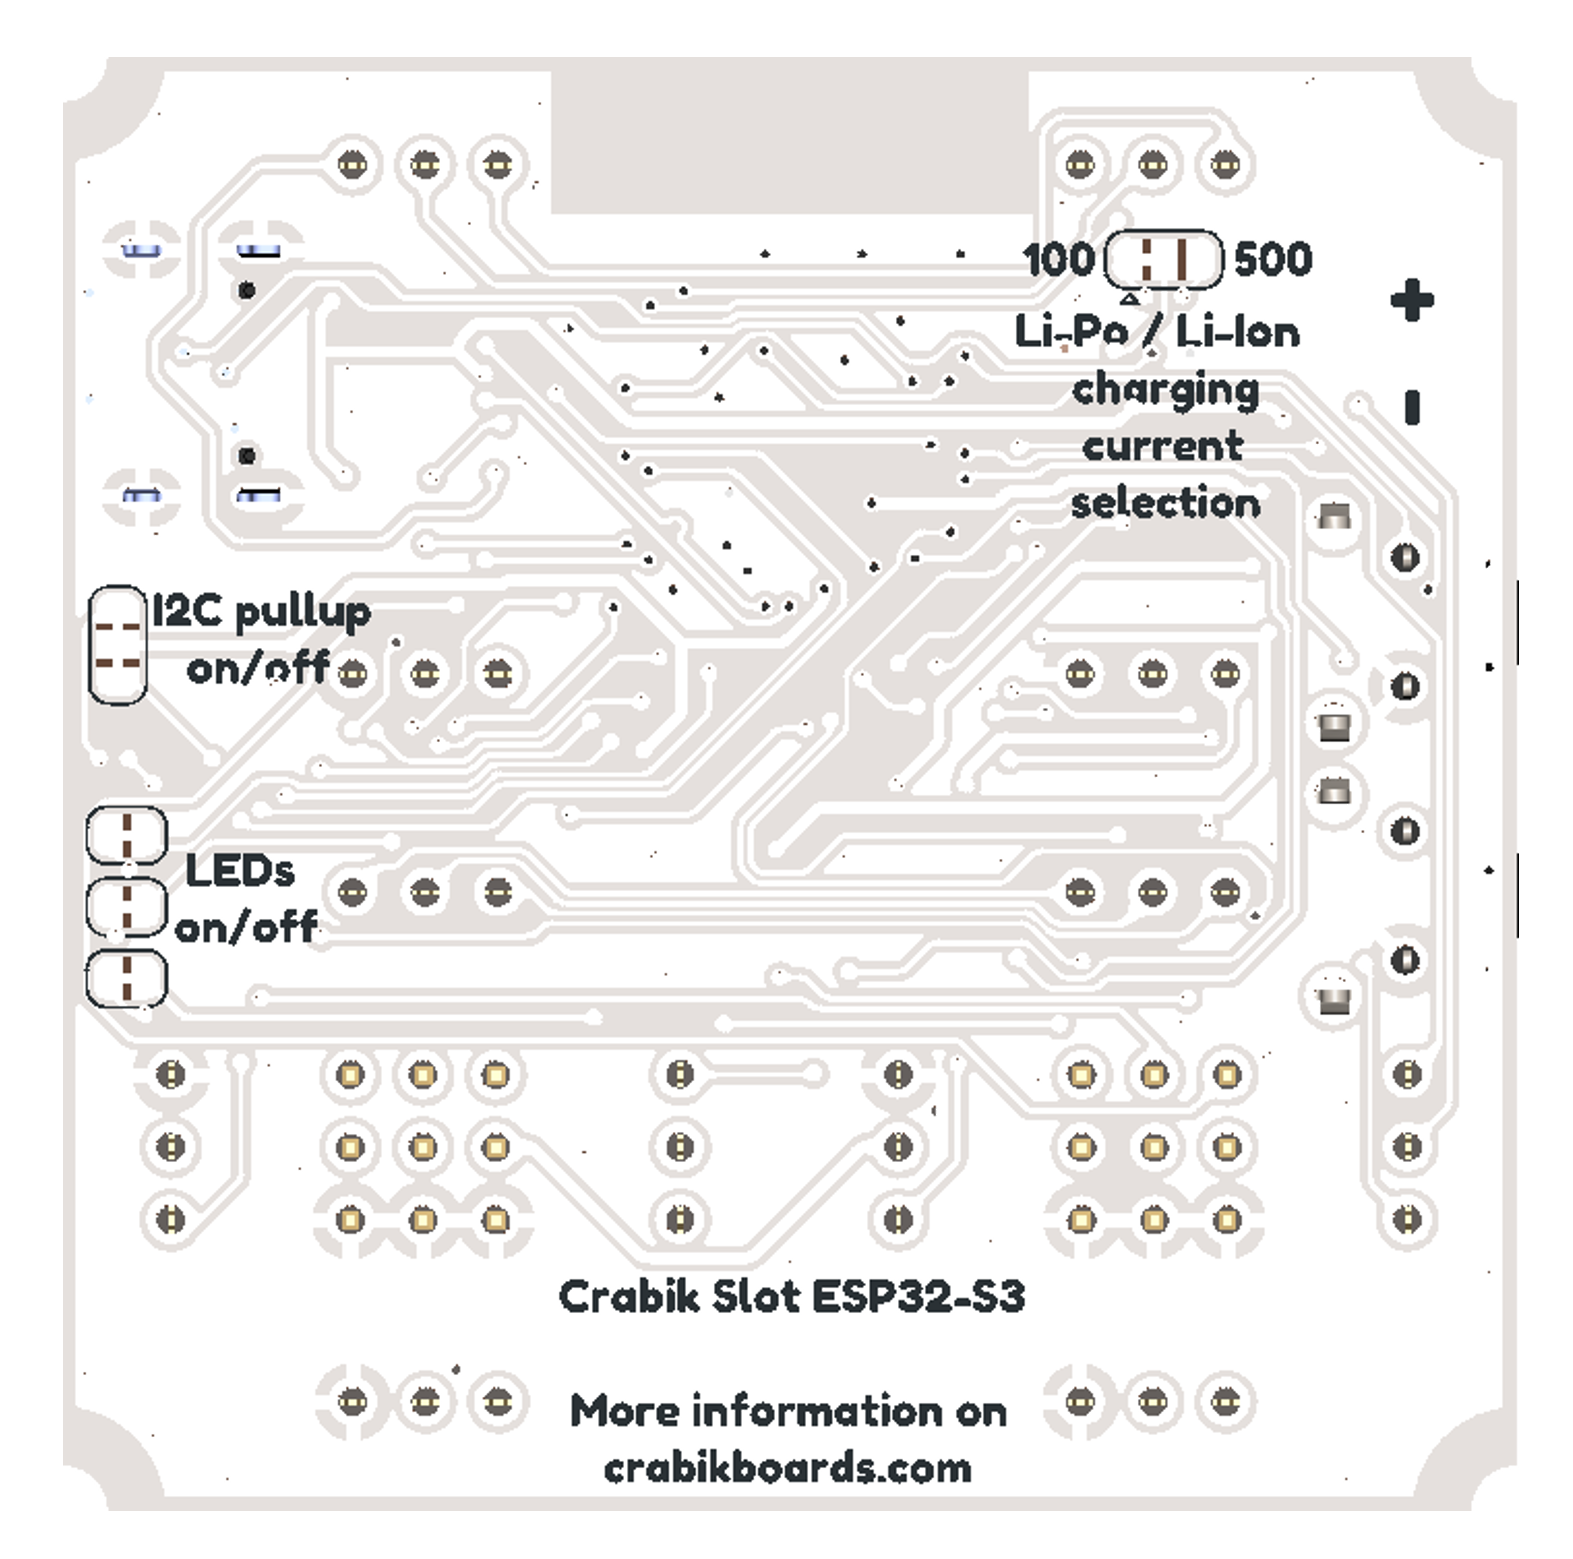 100 500
Li-Po / Li-Ion
charging
current
selection
+
-
I2C pullup
on/off
LEDs
on/off
Crabik Slot ESP32-S3
More information on
crabikboards.com